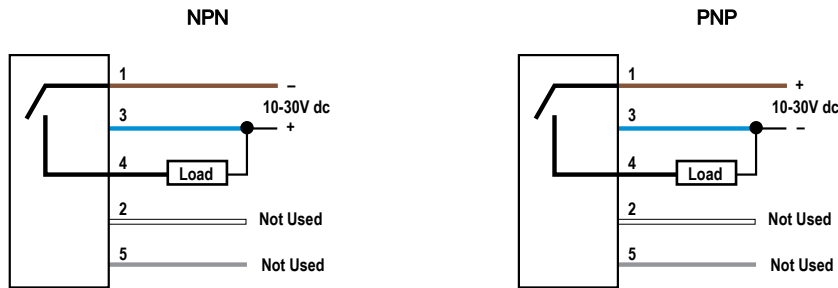 NPN
1
–
10-30V dc
3
+
4
Load
2
Not Used
5
Not Used
PNP
1
+
10-30V dc
3
–
4
Load
2
Not Used
5
Not Used